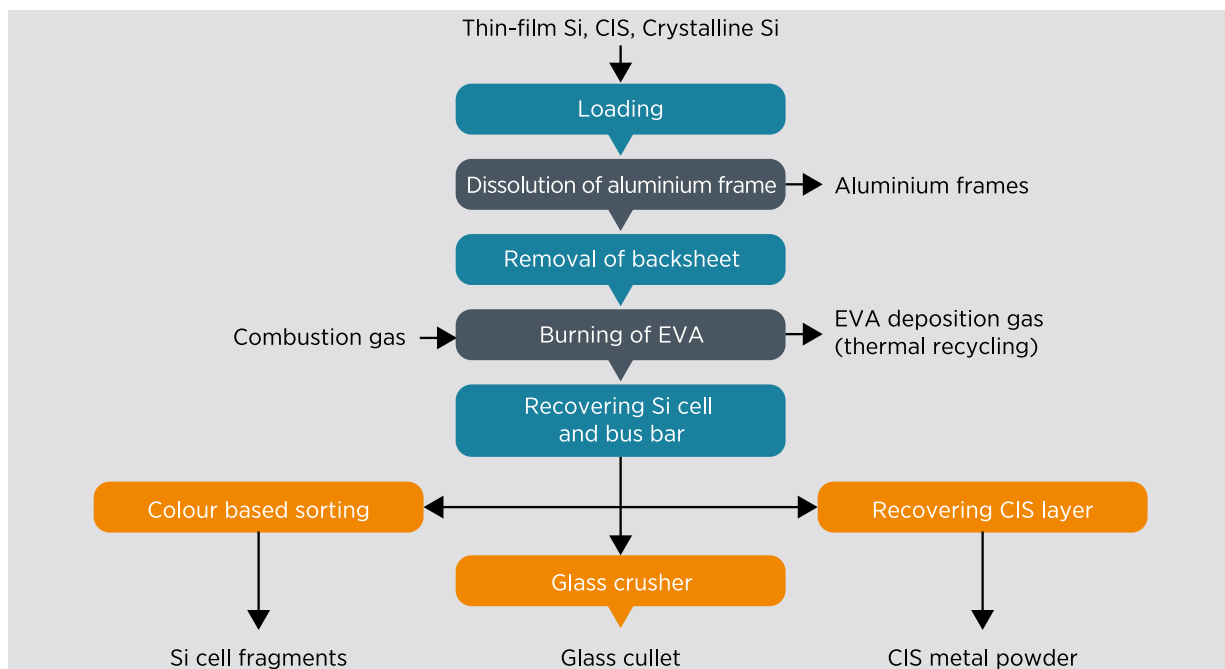 Thin-film Si, CIS, Crystalline Si
Loading
Dissolution of aluminium frame
Aluminium frames
Removal of backsheet
Combustion gas
Burning of EVA
EVA deposition gas
(thermal recycling)
Recovering Si cell
and bus bar
Colour based sorting
Recovering CIS layer
Glass crusher
Si cell fragments
Glass cullet
CIS metal powder